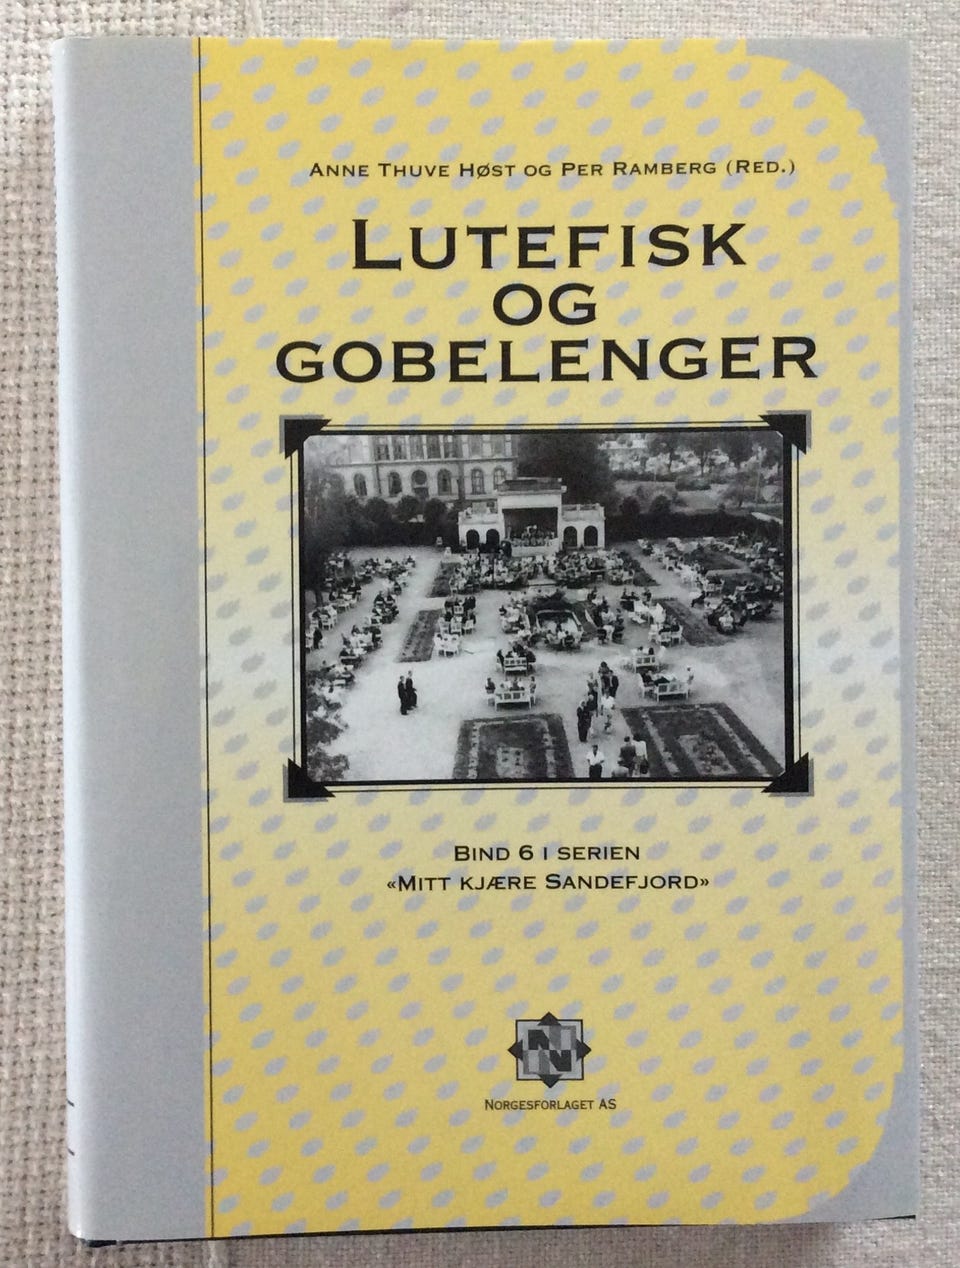 Anne Thuve Høst og Per Ramberg (Red.)
Lutefisk
og
gobelenger
Bind 6 i serien
«Mitt kjære Sandefjord»
Norgesforlaget AS